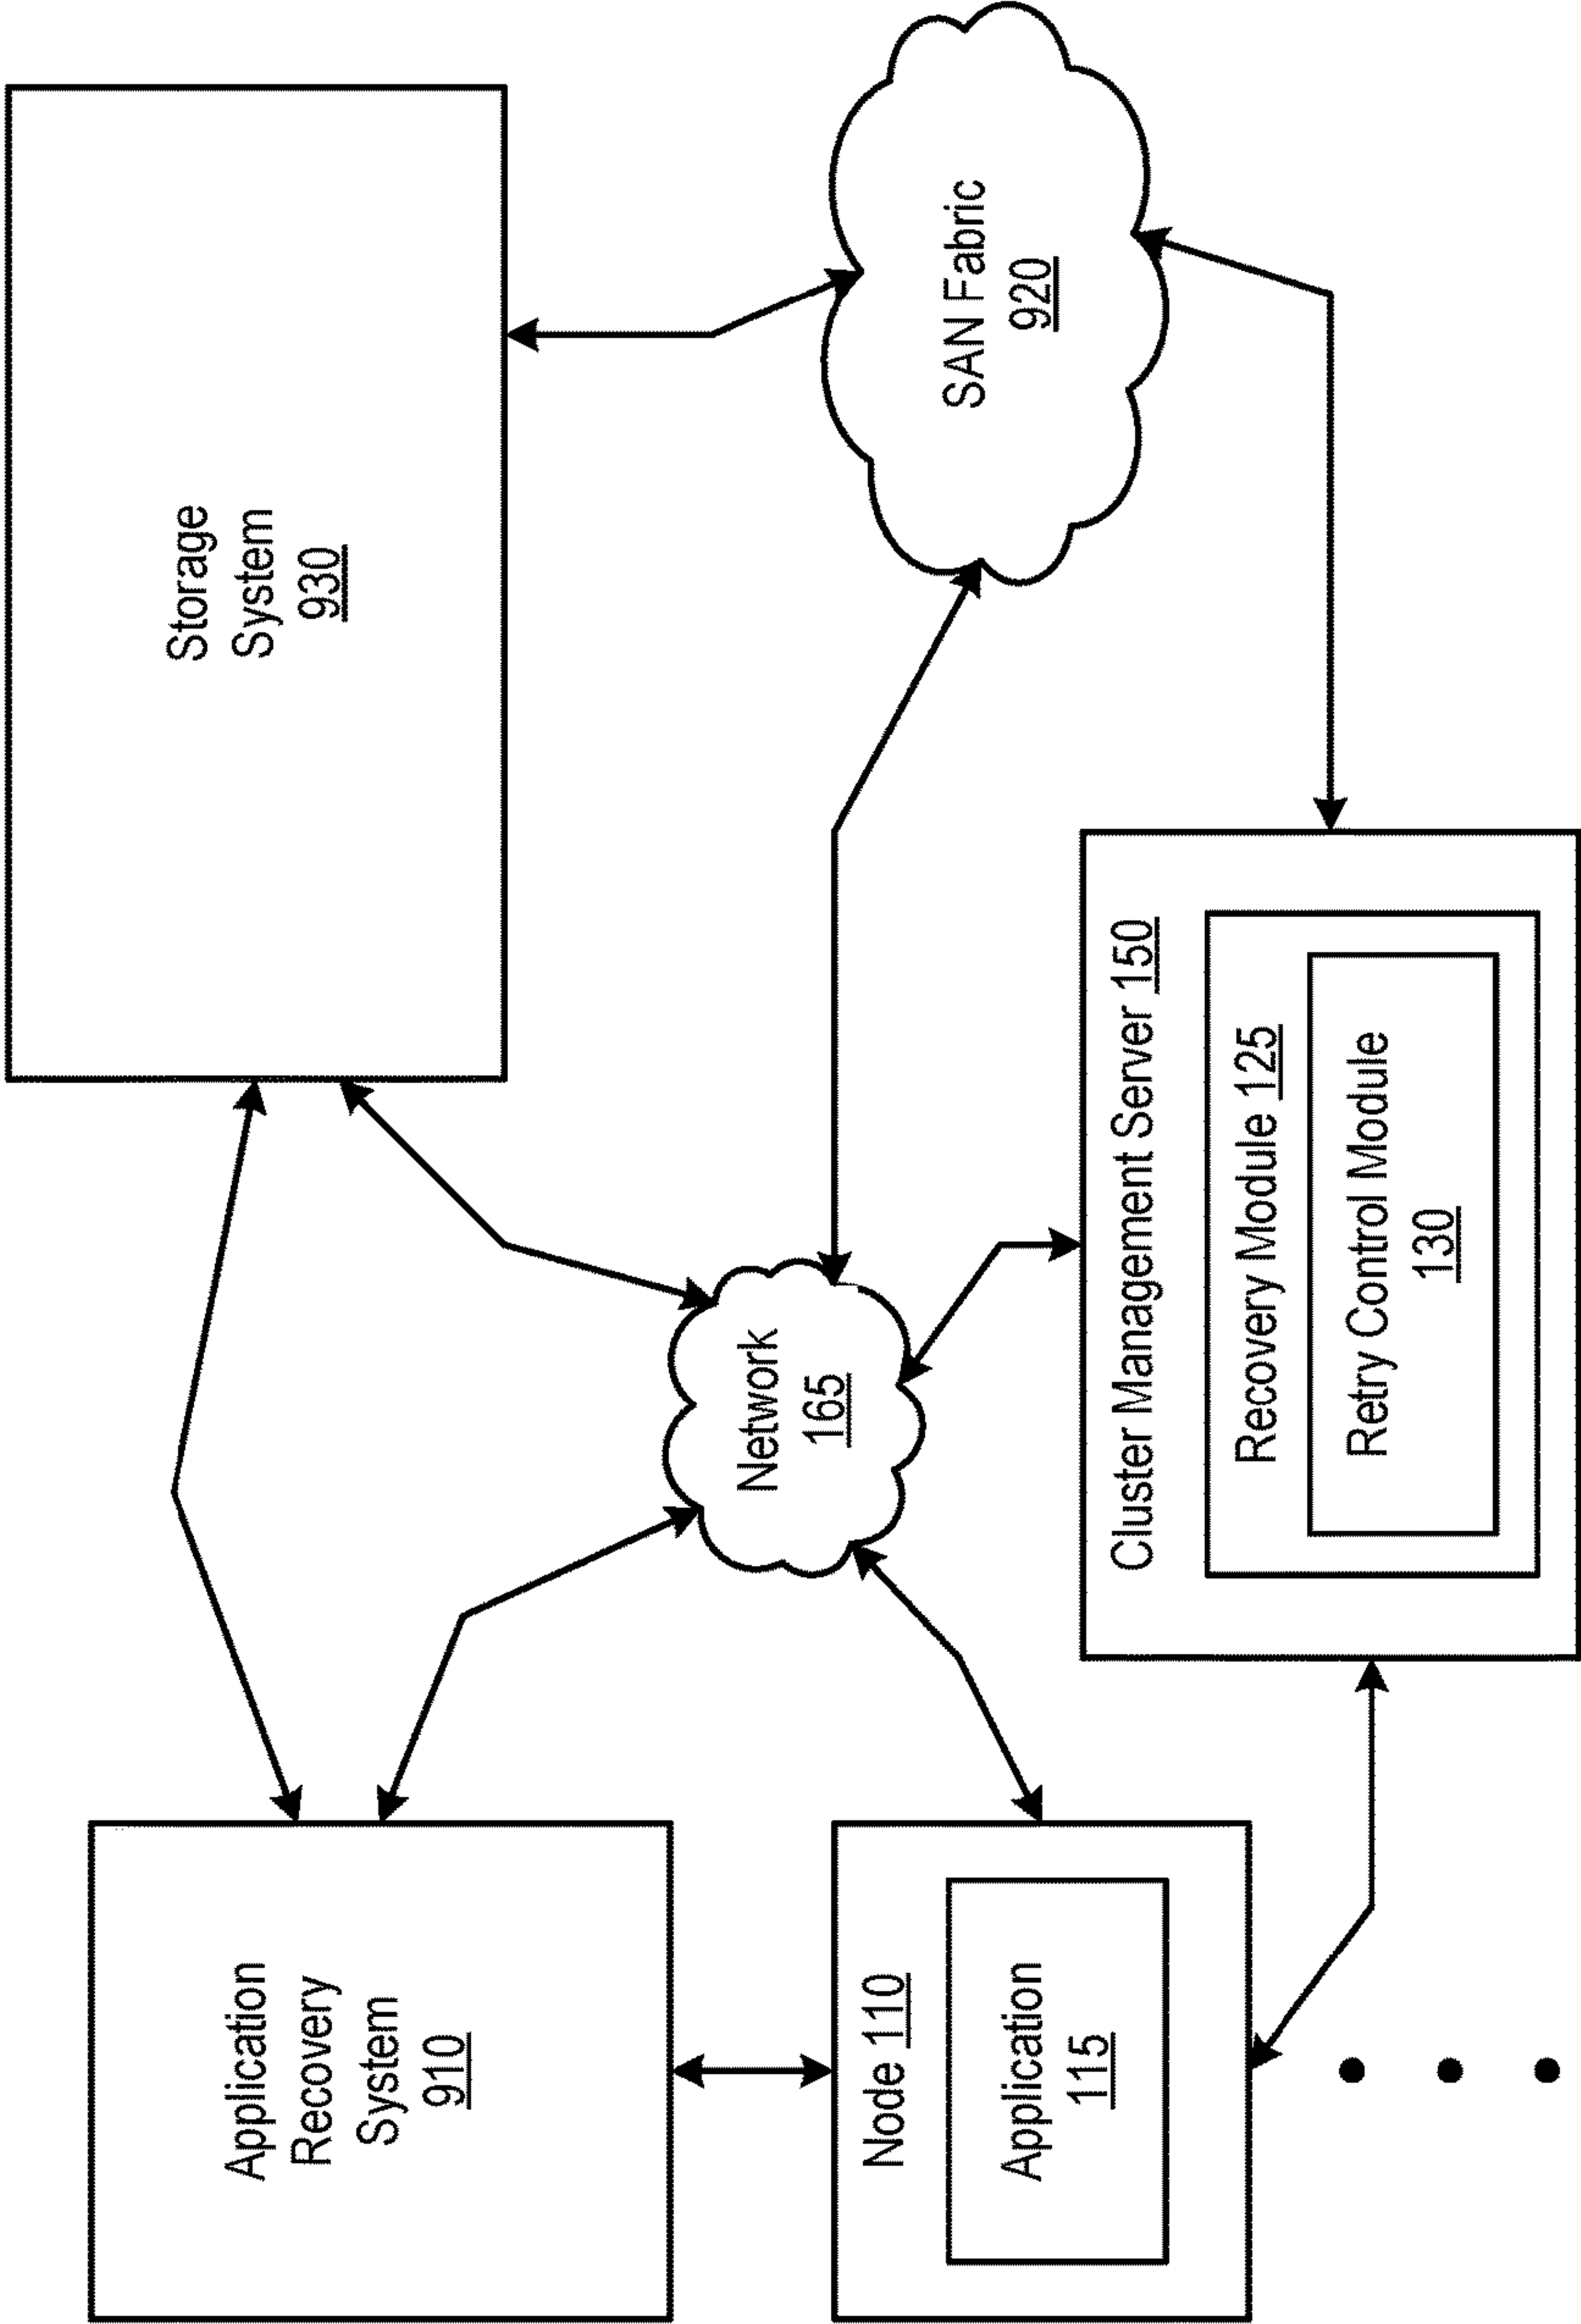 Application
Recovery
System
910
Storage
System
930
Network
165
SAN Fabric
920
Node 110
Application
115
Cluster Management Server 150
Recovery Module 125
Retry Control Module
130